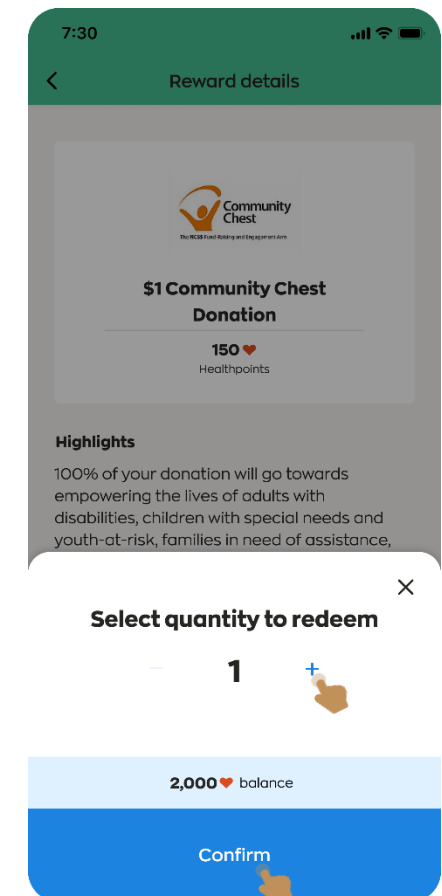 7:30
Reward details
Community
Chest
The NCSS Fund-Raising and Engagement Arm
$1 Community Chest
Donation
150
Healthpoints
Highlights
100% of your donation will go towards
empowering the lives of adults with
disabilities, children with special needs and
youth-at-risk, families in need of assistance,
Select quantity to redeem
1
2,000 balance
Confirm